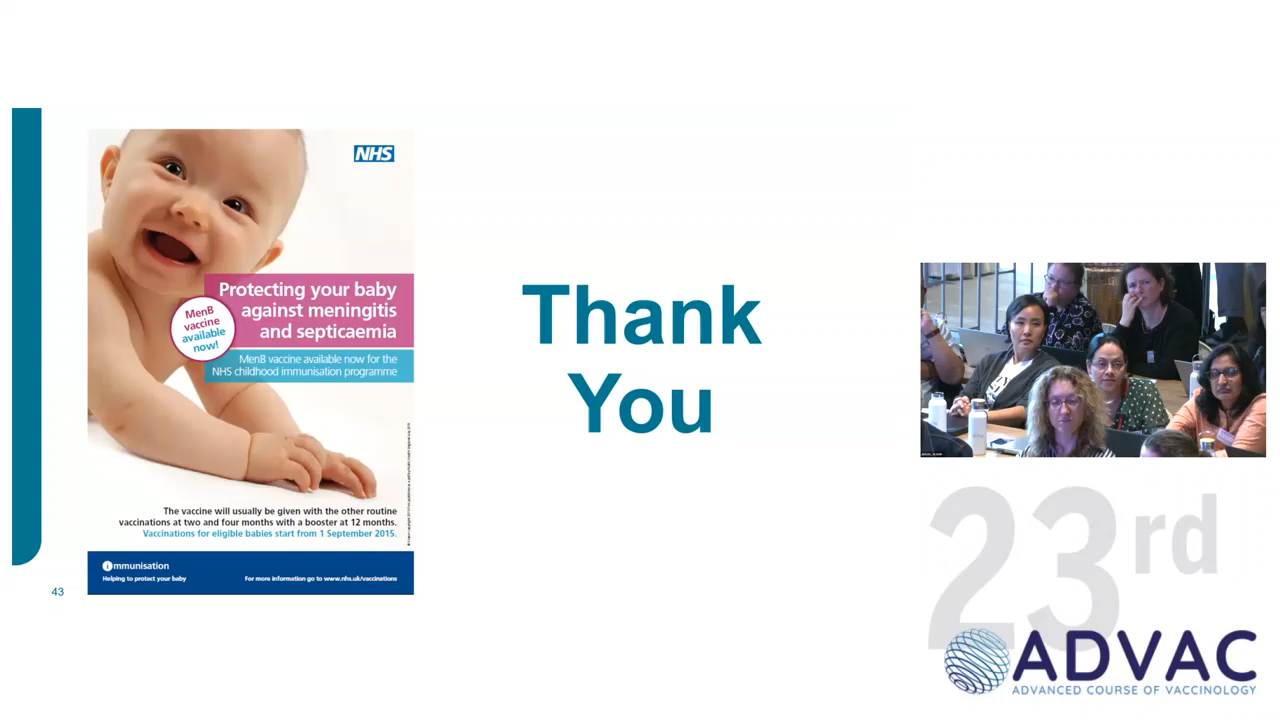 NHS
Protecting your baby
against meningitis
and septicaemia
MenB
vaccine
available
now!
MenB vaccine available now for the
NHS childhood immunisation programme
The vaccine will usually be given with the other routine
vaccinations at two and four months with a booster at 12 months.
Vaccinations for eligible babies start from 1 September 2015.
immunisation
Helping to protect your baby
For more information go to www.nhs.uk/vaccinations
43
Thank
You
23rd
ADVAC
ADVANCED COURSE OF VACCINOLOGY